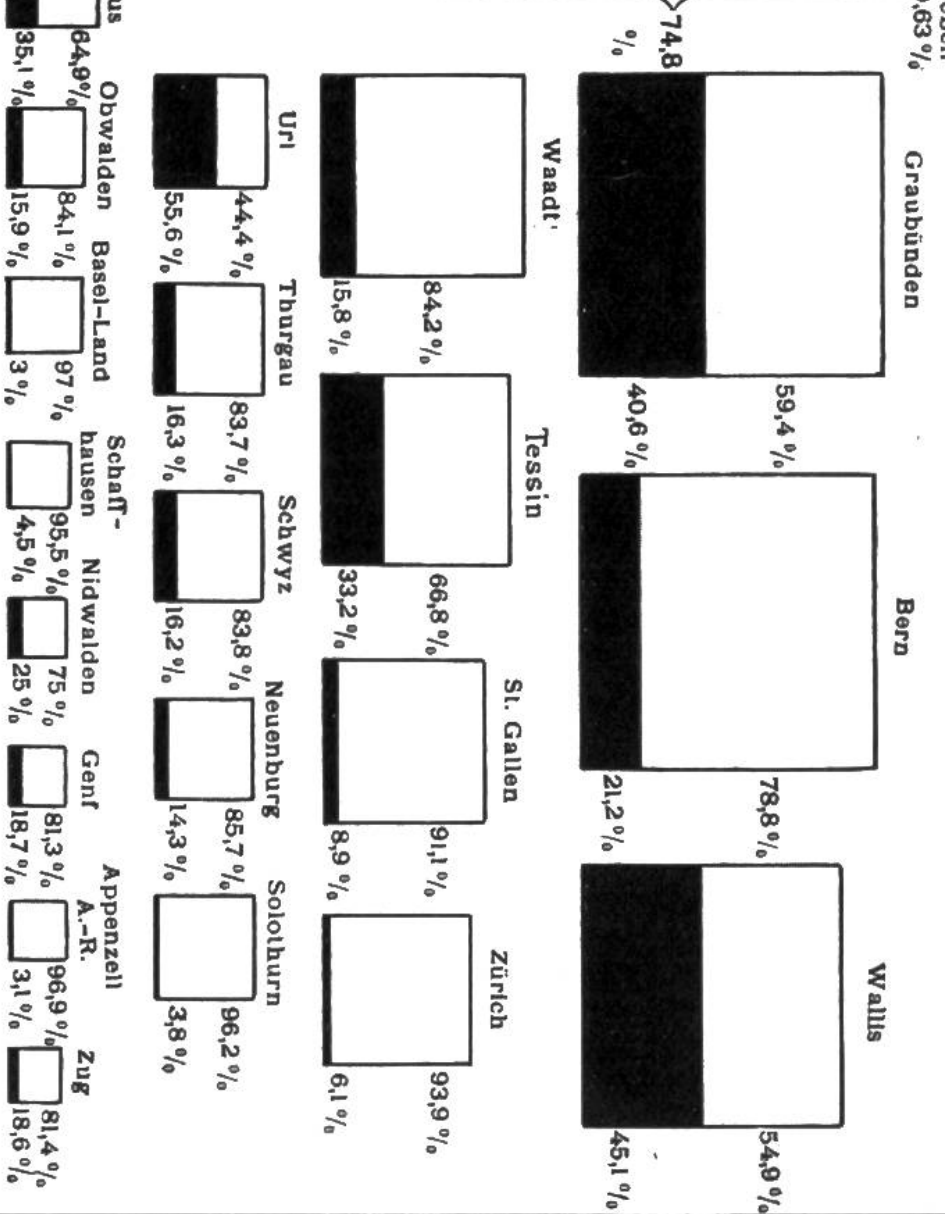 0,63 %
74,8
%
Graubünden
59,4 %
40,6 %
Bern
78,8 %
21,2 %
Wallis
54,9 %
45,1 %
Waadt
84,2 %
15,8 %
Tessin
66,8 %
33,2 %
St. Gallen
91,1 %
8,9 %
Zürich
93,9 %
6,1 %
Uri
44,4 %
55,6 %
Thurgau
83,7 %
16,3 %
Schwyz
83,8 %
16,2 %
Neuenburg
85,7 %
14,3 %
Solothurn
96,2 %
3,8 %
us
64,9 %
35,1 %
Obwalden
84,1 %
15,9 %
Basel-Land
97 %
3 %
Schaff-
hausen
95,5 %
4,5 %
Nidwalden
75 %
25 %
Genf
81,3 %
18,7 %
Appenzell
A.-R.
96,9 %
3,1 %
Zug
81,4 %
18,6 %